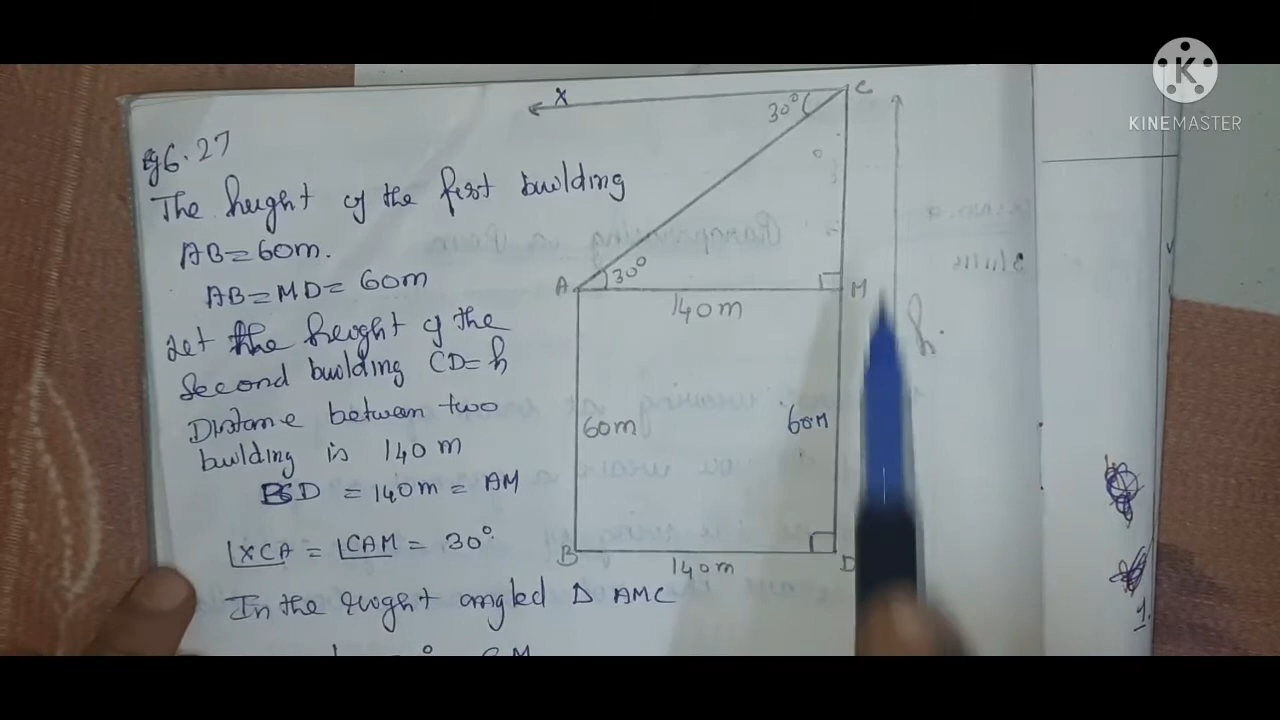 eg 6.27
The height of the first building
AB = 60m.
AB = MD = 60m
Let the height of the
Second building CD = h
Distane between two
building is 140 m
BD = 140m = AM
∠XCA = ∠CAM = 30°
In the right angled Δ AMC
X
30°
C
A
30°
M
140m
h
60m
60M
B
D
140m
1.
K
KINEMASTER